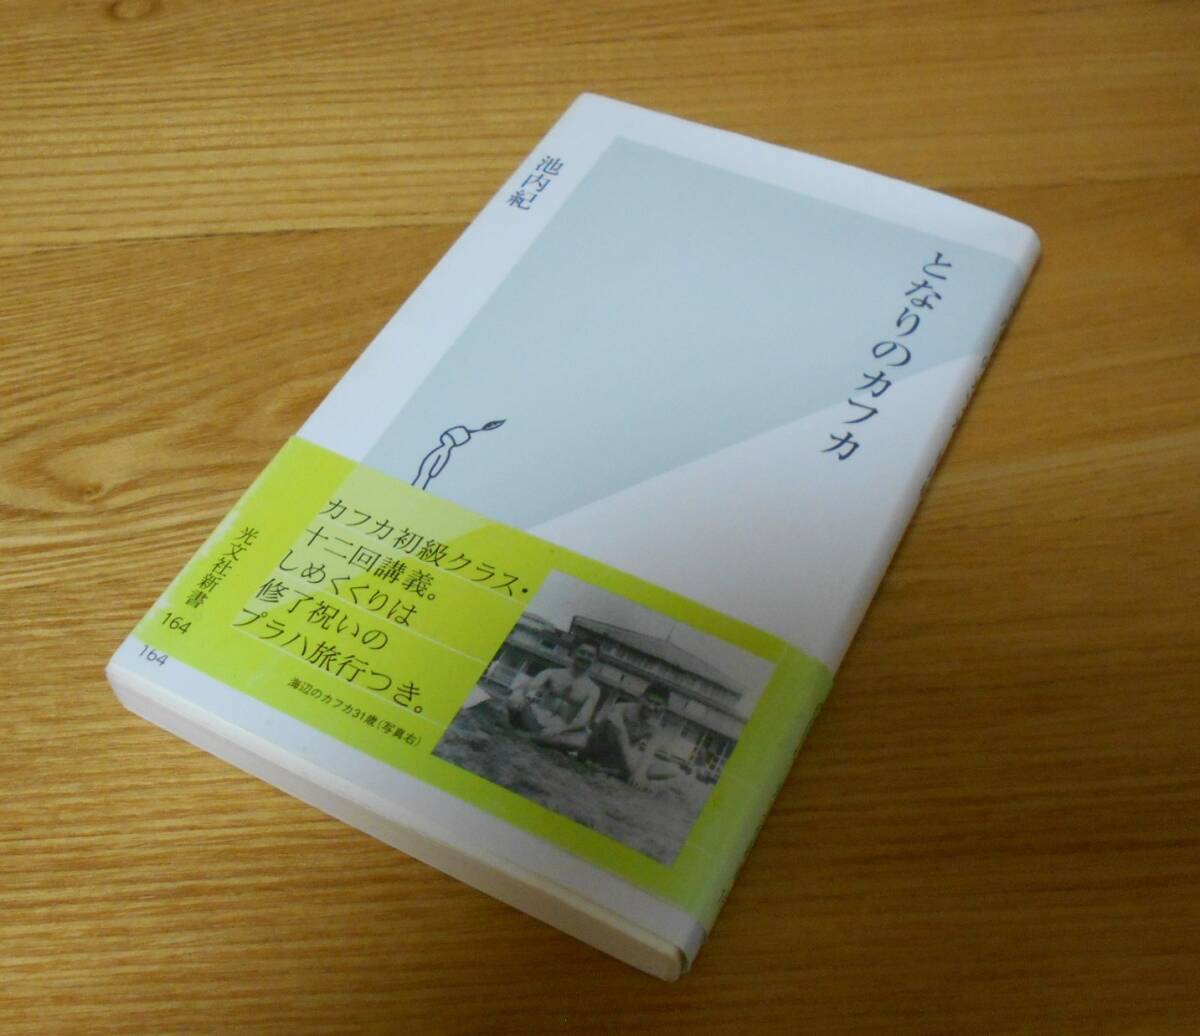 となりのカフカ
池内紀
カフカ初級クラス・
十二回講義。
しめくくりは
修了祝いの
プラハ旅行つき。
海辺のカフカ31歳(写真右)
光文社新書
164
164